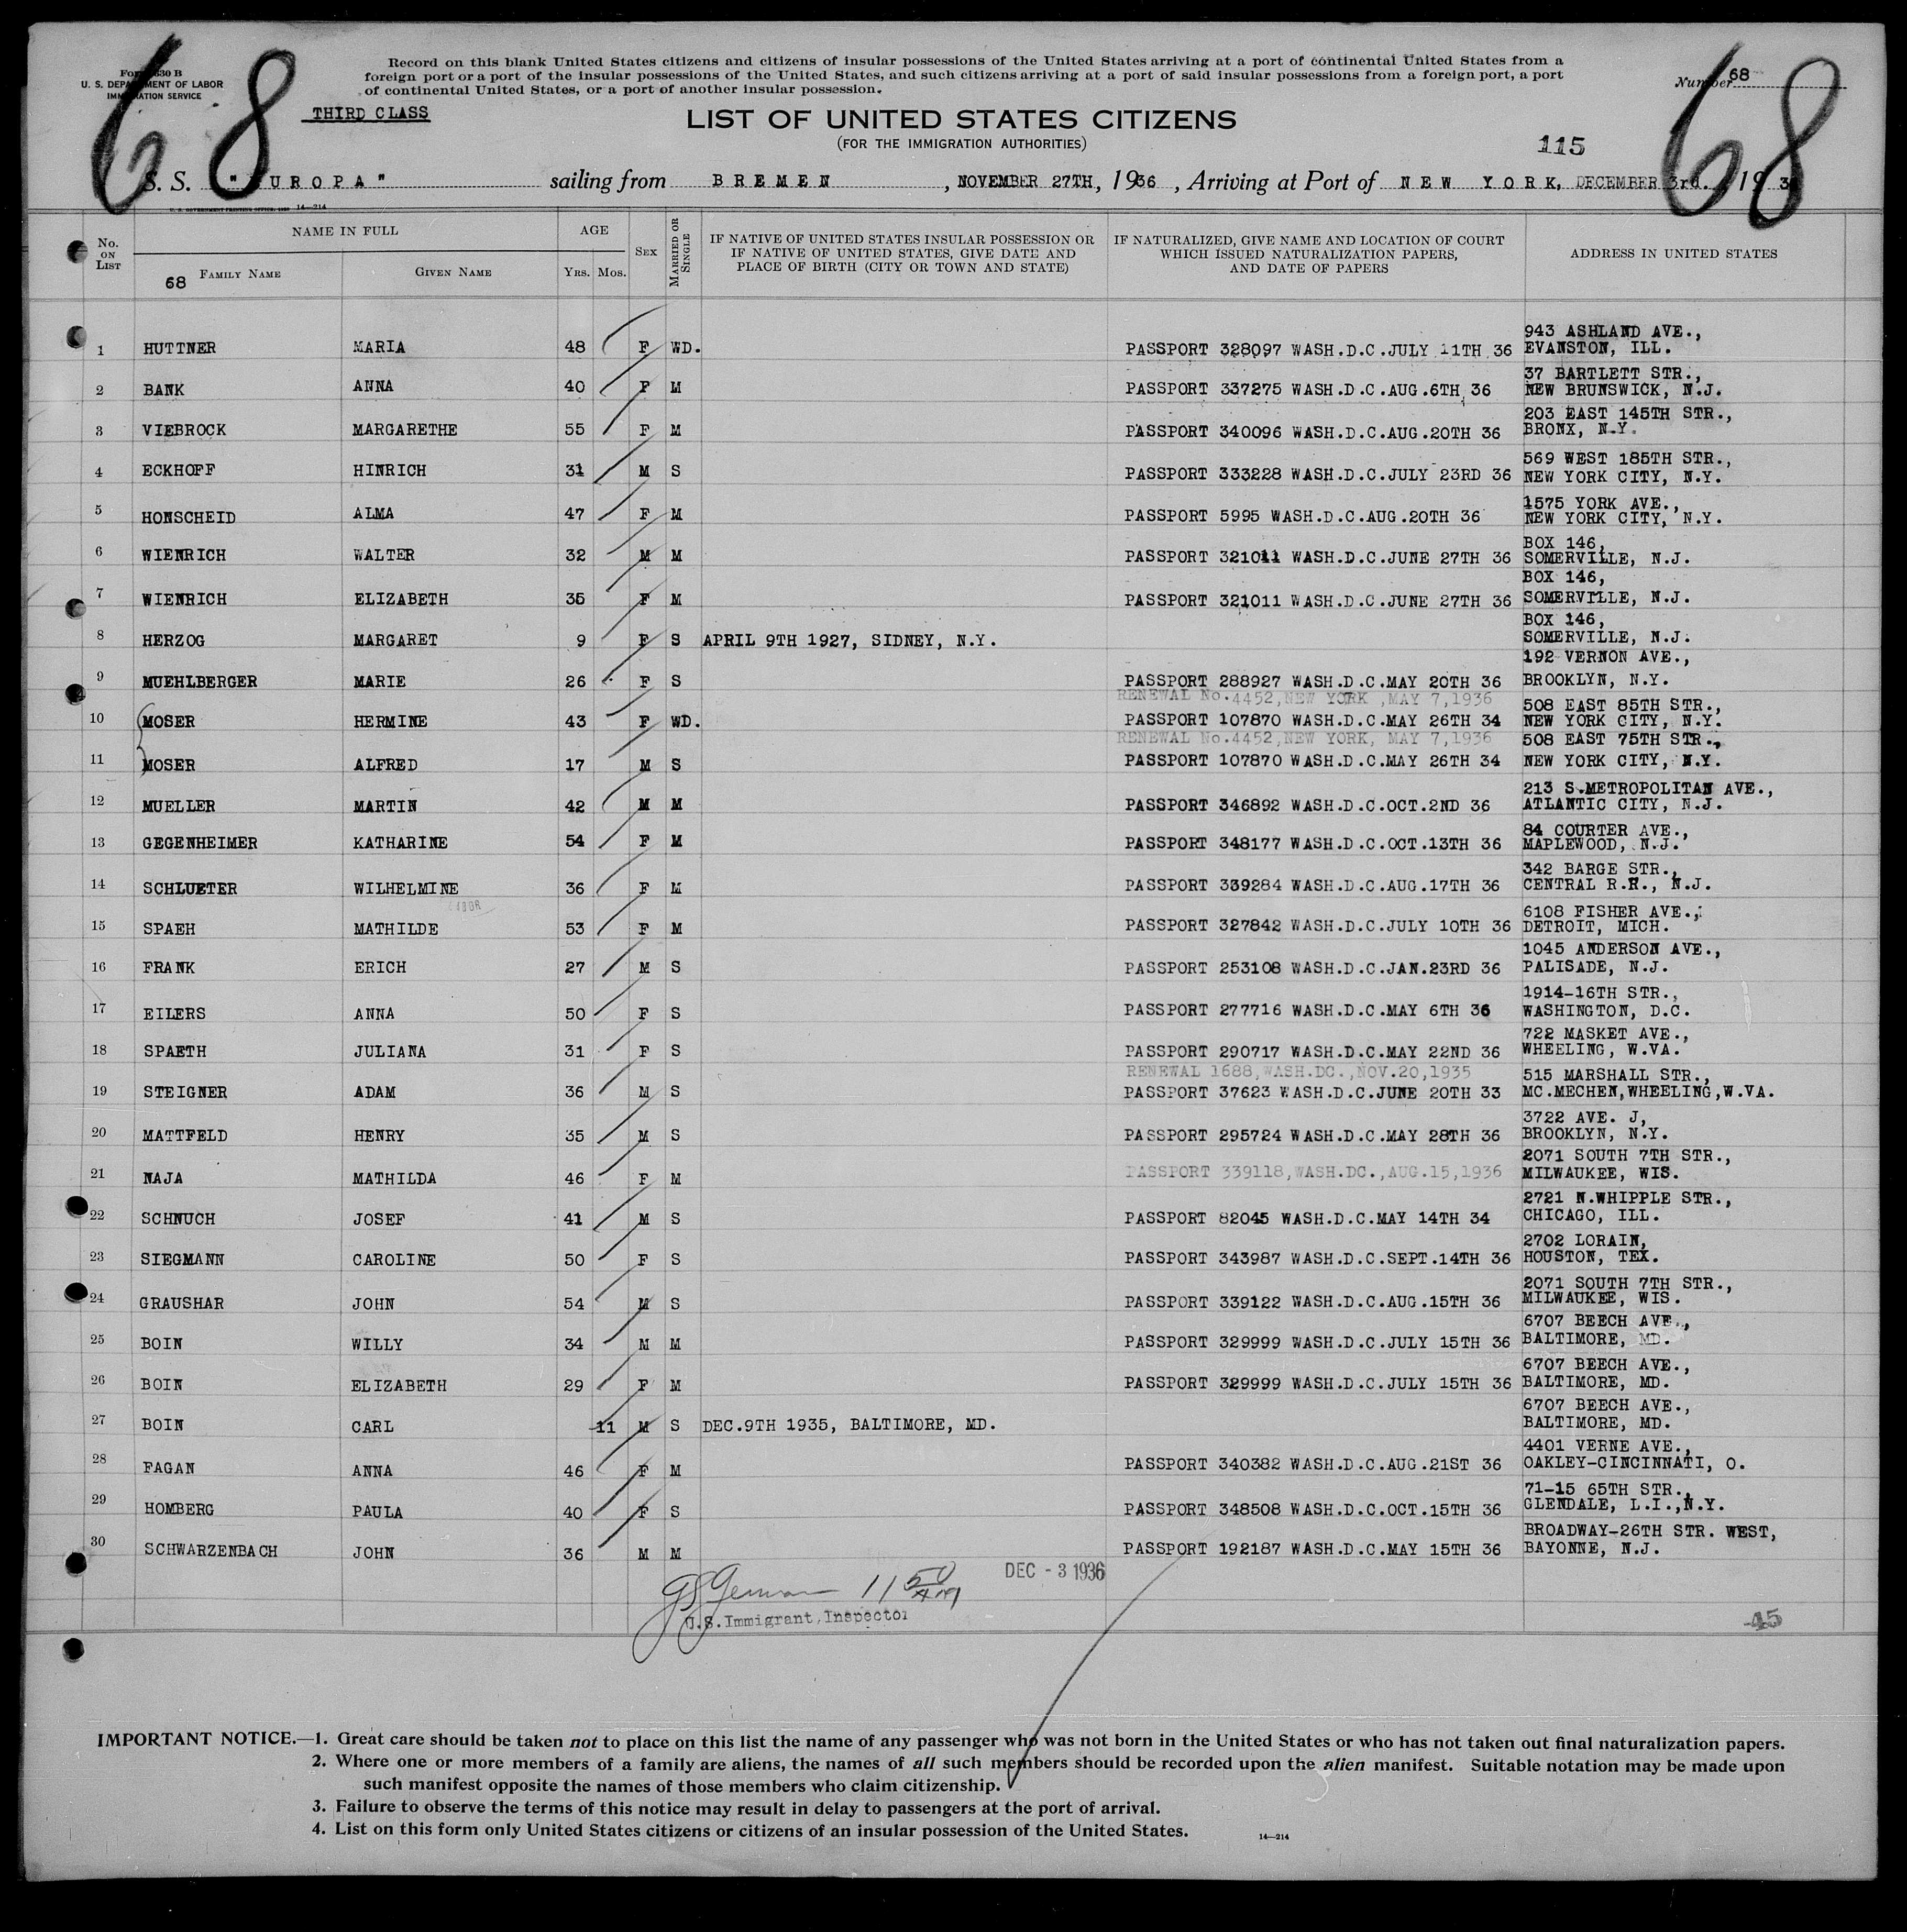 68
68
Record on this blank United States citizens and citizens of insular possessions of the United States arriving at a port of continental United States from a
foreign port or a port of the insular possessions of the United States, and such citizens arriving at a port of said insular possessions from a foreign port, a port
of continental United States, or a port of another insular possession.
U. S. DEPARTMENT OF LABOR
IMMIGRATION SERVICE
Number 68
THIRD CLASS
LIST OF UNITED STATES CITIZENS
(FOR THE IMMIGRATION AUTHORITIES)
115
S. S. "EUROPA" sailing from BREMEN, NOVEMBER 27TH, 1936, Arriving at Port of NEW YORK, DECEMBER 3rd. 193
14—214
No. ON LIST NAME IN FULL AGE SEX MARRIED OR SINGLE IF NATIVE OF UNITED STATES INSULAR POSSESSION OR IF NATIVE OF UNITED STATES, GIVE DATE AND PLACE OF BIRTH (CITY OR TOWN AND STATE) IF NATURALIZED, GIVE NAME AND LOCATION OF COURT WHICH ISSUED NATURALIZATION PAPERS, AND DATE OF PAPERS ADDRESS IN UNITED STATES
68 FAMILY NAME GIVEN NAME YRS. MOS.
1 HUTTNER MARIA 48 F WD. PASSPORT 328097 WASH.D.C.JULY 11TH 36 943 ASHLAND AVE., EVANSTON, ILL.
2 BANK ANNA 40 F M PASSPORT 337275 WASH.D.C.AUG.6TH 36 37 BARTLETT STR., NEW BRUNSWICK, N.J.
3 VIEBROCK MARGARETHE 55 F M PASSPORT 340096 WASH.D.C.AUG.20TH 36 203 EAST 145TH STR., BRONX, N.Y.
4 ECKHOFF HINRICH 31 M S PASSPORT 333228 WASH.D.C.JULY 23RD 36 569 WEST 185TH STR., NEW YORK CITY, N.Y.
5 HONSCHEID ALMA 47 F M PASSPORT 5995 WASH.D.C.AUG.20TH 36 1575 YORK AVE., NEW YORK CITY, N.Y.
6 WIENRICH WALTER 32 M M PASSPORT 321011 WASH.D.C.JUNE 27TH 36 BOX 146, SOMERVILLE, N.J.
7 WIENRICH ELIZABETH 35 F M PASSPORT 321011 WASH.D.C.JUNE 27TH 36 BOX 146, SOMERVILLE, N.J.
8 HERZOG MARGARET 9 F S APRIL 9TH 1927, SIDNEY, N.Y. BOX 146, SOMERVILLE, N.J.
9 MUEHLBERGER MARIE 26 F S PASSPORT 288927 WASH.D.C.MAY 20TH 36 192 VERNON AVE., BROOKLYN, N.Y.
RENEWAL No.4452,NEW YORK ,MAY 7,1936
10 MOSER HERMINE 43 F WD. PASSPORT 107870 WASH.D.C.MAY 26TH 34 508 EAST 85TH STR., NEW YORK CITY, N.Y.
RENEWAL No.4452,NEW YORK, MAY 7,1936
11 MOSER ALFRED 17 M S PASSPORT 107870 WASH.D.C.MAY 26TH 34 508 EAST 75TH STR., NEW YORK CITY, N.Y.
12 MUELLER MARTIN 42 M M PASSPORT 346892 WASH.D.C.OCT.2ND 36 213 S.METROPOLITAN AVE., ATLANTIC CITY, N.J.
13 GEGENHEIMER KATHARINE 54 F M PASSPORT 348177 WASH.D.C.OCT.13TH 36 84 COURTER AVE., MAPLEWOOD, N.J.
14 SCHLUETER WILHELMINE 36 F M PASSPORT 339284 WASH.D.C.AUG.17TH 36 342 BARGE STR., CENTRAL R.R., N.J.
15 SPAEH MATHILDE 53 F M PASSPORT 327842 WASH.D.C.JULY 10TH 36 6108 FISHER AVE., DETROIT, MICH.
16 FRANK ERICH 27 M S PASSPORT 253108 WASH.D.C.JAN.23RD 36 1045 ANDERSON AVE., PALISADE, N.J.
17 EILERS ANNA 50 F S PASSPORT 277716 WASH.D.C.MAY 6TH 36 1914-16TH STR., WASHINGTON, D.C.
18 SPAETH JULIANA 31 F S PASSPORT 290717 WASH.D.C.MAY 22ND 36 722 MASKET AVE., WHEELING, W.VA.
RENEWAL 1688,WASH.DC.,NOV.20,1935
19 STEIGNER ADAM 36 M S PASSPORT 37623 WASH.D.C.JUNE 20TH 33 515 MARSHALL STR., MC.MECHEN,WHEELING,W.VA.
20 MATTFELD HENRY 35 M S PASSPORT 295724 WASH.D.C.MAY 28TH 36 3722 AVE. J, BROOKLYN, N.Y.
21 NAJA MATHILDA 46 F M PASSPORT 339118,WASH.DC.,AUG.15,1936 2071 SOUTH 7TH STR., MILWAUKEE, WIS.
22 SCHNUCH JOSEF 41 M S PASSPORT 82045 WASH.D.C.MAY 14TH 34 2721 N.WHIPPLE STR., CHICAGO, ILL.
23 SIEGMANN CAROLINE 50 F S PASSPORT 343987 WASH.D.C.SEPT.14TH 36 2702 LORAIN, HOUSTON, TEX.
24 GRAUSHAR JOHN 54 M S PASSPORT 339122 WASH.D.C.AUG.15TH 36 2071 SOUTH 7TH STR., MILWAUKEE, WIS.
25 BOIN WILLY 34 M M PASSPORT 329999 WASH.D.C.JULY 15TH 36 6707 BEECH AVE., BALTIMORE, MD.
26 BOIN ELIZABETH 29 F M PASSPORT 329999 WASH.D.C.JULY 15TH 36 6707 BEECH AVE., BALTIMORE, MD.
27 BOIN CARL 11 M S DEC.9TH 1935, BALTIMORE, MD. 6707 BEECH AVE., BALTIMORE, MD.
28 FAGAN ANNA 46 F M PASSPORT 340382 WASH.D.C.AUG.21ST 36 4401 VERNE AVE., OAKLEY-CINCINNATI, O.
29 HOMBERG PAULA 40 F S PASSPORT 348508 WASH.D.C.OCT.15TH 36 71-15 65TH STR., GLENDALE, L.I.,N.Y.
30 SCHWARZENBACH JOHN 36 M M PASSPORT 192187 WASH.D.C.MAY 15TH 36 BROADWAY-26TH STR. WEST, BAYONNE, N.J.
DEC - 3 1936
11 50 AM
U.S.Immigrant Inspector
45
IMPORTANT NOTICE.—1. Great care should be taken not to place on this list the name of any passenger who was not born in the United States or who has not taken out final naturalization papers.
2. Where one or more members of a family are aliens, the names of all such members should be recorded upon the alien manifest. Suitable notation may be made upon
such manifest opposite the names of those members who claim citizenship.
3. Failure to observe the terms of this notice may result in delay to passengers at the port of arrival.
4. List on this form only United States citizens or citizens of an insular possession of the United States.
14—214